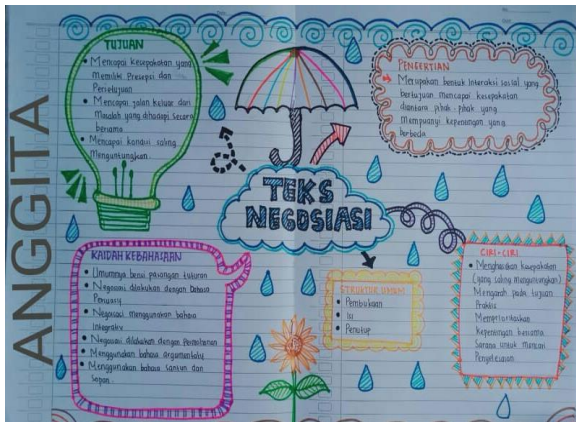 ANGGITA
TUJUAN
• Mencapai kesepakatan yang
Memiliki Presepsi dan
Persetujuan
• Mencapai jalan keluar dari
Masalah yang dihadapi secara
bersama
• Mencapai kondisi saling
Menguntungkan
PENGERTIAN
Merupakan bentuk interaksi sosial yang
bertujuan mencapai kesepakatan
diantara pihak-pihak yang
Mempunyai kepentingan yang
berbeda
TEKS
NEGOSIASI
KAIDAH KEBAHASAAN
• Umumnya berisi pasangan tuturan
• Negosiasi dilakukan dengan bahasa
Persuasif
• Negosiasi menggunakan bahasa
• Negosiasi dilakukan dengan
• Menggunakan bahasa argumentatif
• Menggunakan bahasa santun dan
sopan.
STRUKTUR UMUM
• Pembukaan
• Isi
• Penutup
CIRI-CIRI
• Menghasilkan kesepakatan
(yang saling menguntungkan)
Mengarah pada tujuan
Praktis
Memprioritaskan
Kepentingan bersama
Sarana untuk mencari
Penyelesaian